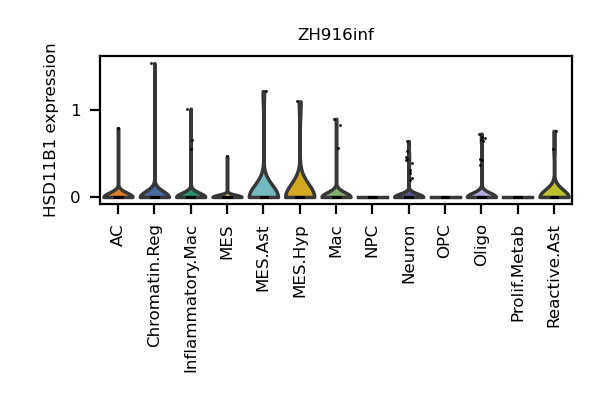 ZH916inf
HSD11B1 expression
1
0
AC
Chromatin.Reg
Inflammatory.Mac
MES
MES.Ast
MES.Hyp
Mac
NPC
Neuron
OPC
Oligo
Prolif.Metab
Reactive.Ast